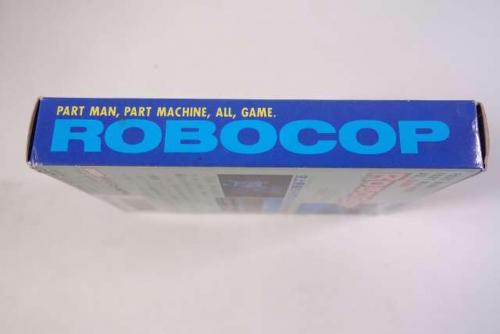 PART MAN, PART MACHINE, ALL, GAME.
ROBOCOP